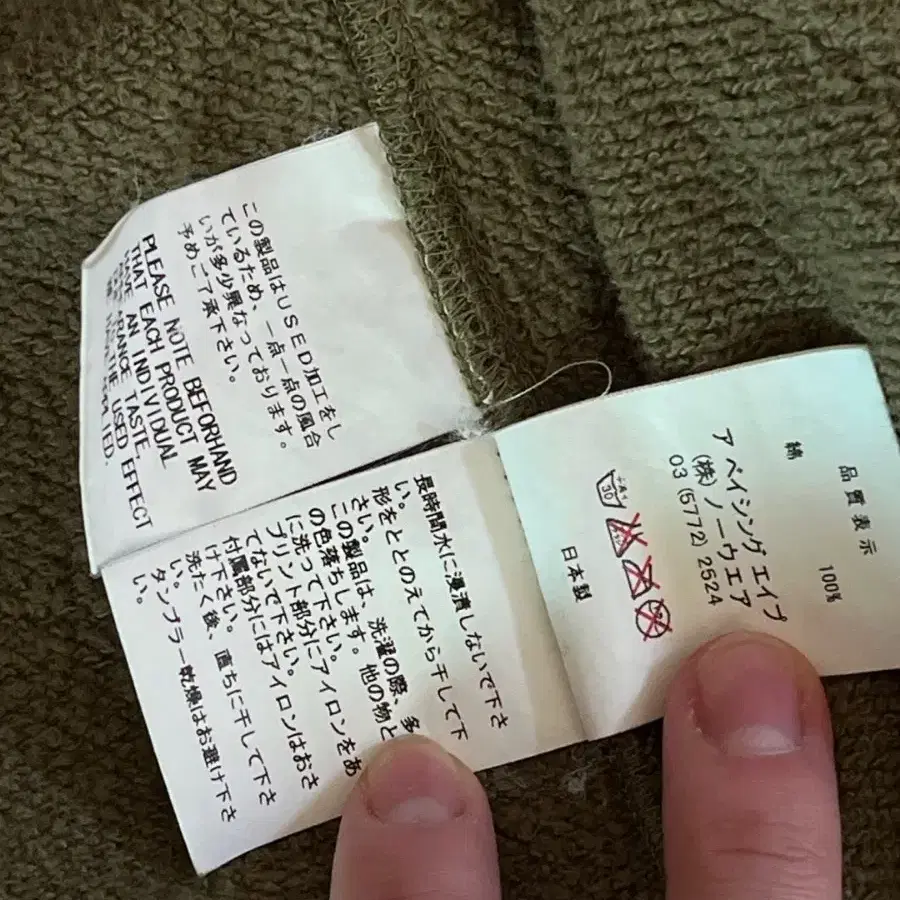 この製品はＵＳＥＤ加工をし
ているため、一点一点の風合
いが多少異なっております。
予めご了承下さい。
PLEASE NOTE BEFORHAND
THAT EACH PRODUCT MAY
HAVE AN INDIVIDUAL
TASTE,
THE USED EFFECT
APPLIED.
長時間水に浸漬しないで下さ
い。
形をととのえてから干して下
さい。
この製品は、洗濯の際、多
の色落ちします。他の物と
に洗って下さい。
プリント部分にアイロンをあ
てないで下さい。
付属部分にはアイロンはおさ
け下さい。
洗たく後、直ちに干して下さ
い。
タンブラー乾燥はお避け下さ
い。
品質表示
綿 100%
ア ベイシング エイプ
(株)ノーウエア
03 (5772) 2524
30
日本製